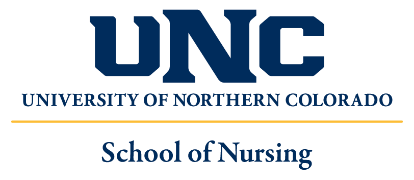 UNC
UNIVERSITY OF NORTHERN COLORADO
School of Nursing